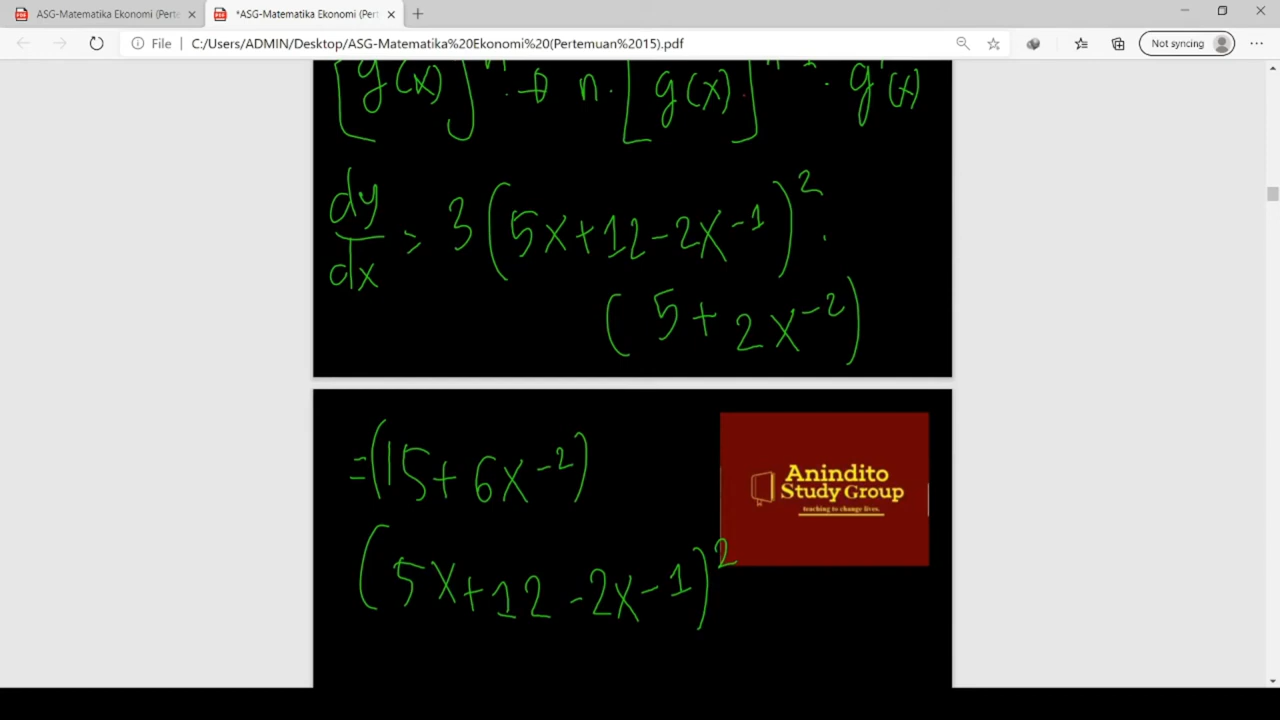 ASG-Matematika Ekonomi (Perte
*ASG-Matematika Ekonomi (Pert
File
C:/Users/ADMIN/Desktop/ASG-Matematika%20Ekonomi%20(Pertemuan%2015).pdf
Not syncing
[g(x)]ⁿ → n · [g(x)]ⁿ⁻¹ · g'(x)
dy/dx = 3 (5x+12-2x⁻¹)² ·
(5 + 2x⁻²)
=(15+6x⁻²)
(5x+12-2x⁻¹)²
Anindito
Study Group
teaching to change lives.